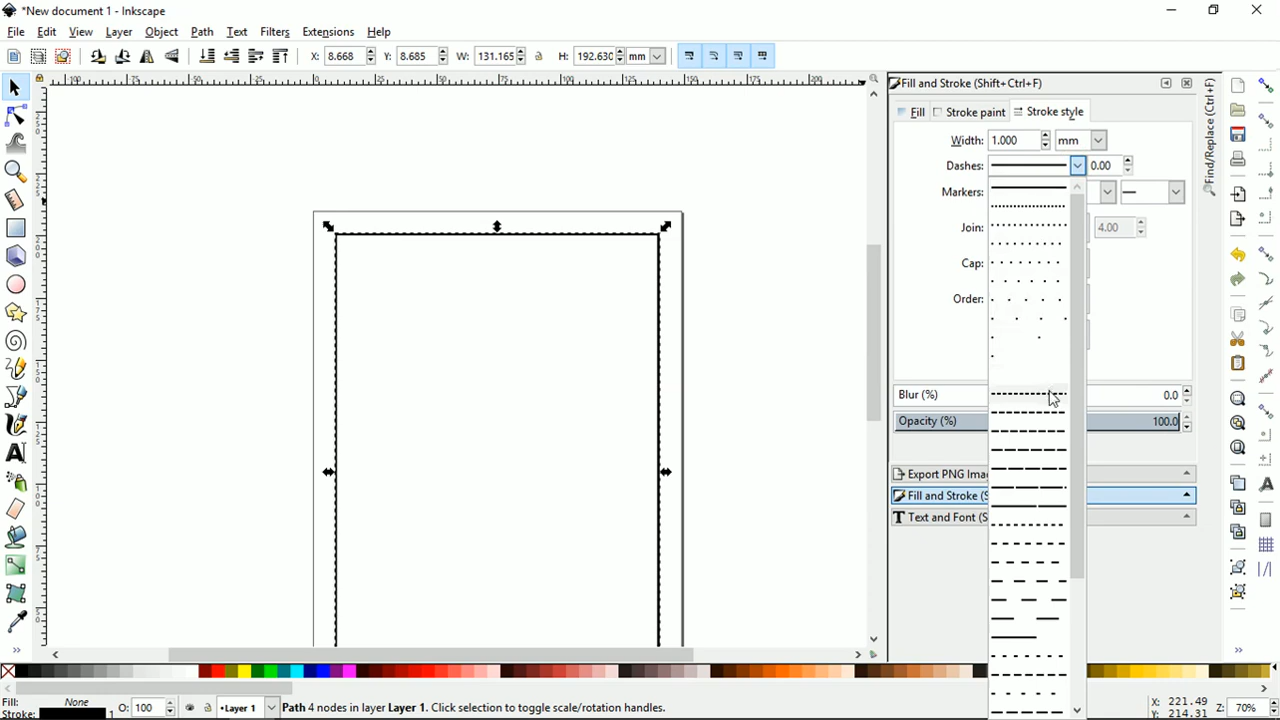 *New document 1 - Inkscape
File Edit View Layer Object Path Text Filters Extensions Help
X: 8.668 Y: 8.685 W: 131.165 H: 192.630 mm
Fill and Stroke (Shift+Ctrl+F)
Fill Stroke paint Stroke style
Width: 1.000 mm
Dashes: 0.00
Markers:
Join: 4.00
Cap:
Order:
Blur (%) 0.0
Opacity (%) 100.0
Export PNG Imag
Fill and Stroke (S
Text and Font (S
Find/Replace (Ctrl+F)
Fill: None O: 100 Layer 1 Path 4 nodes in layer Layer 1. Click selection to toggle scale/rotation handles. X: 221.49 Z: 70%
Stroke: 1 Y: 214.31